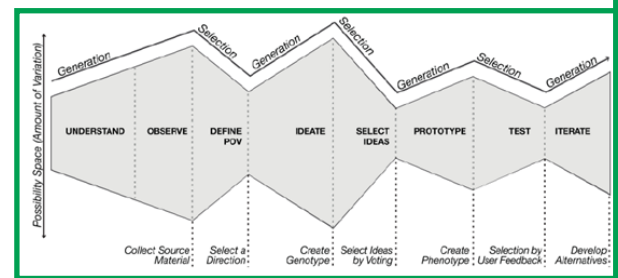 Generation
Selection
Generation
Selection
Generation
Selection
Generation
Possibility Space (Amount of Variation)
UNDERSTAND
OBSERVE
DEFINE
POV
IDEATE
SELECT
IDEAS
PROTOTYPE
TEST
ITERATE
Collect Source
Material
Select a
Direction
Create
Genotype
Select Ideas
by Voting
Create
Phenotype
Selection by
User Feedback
Develop
Alternatives